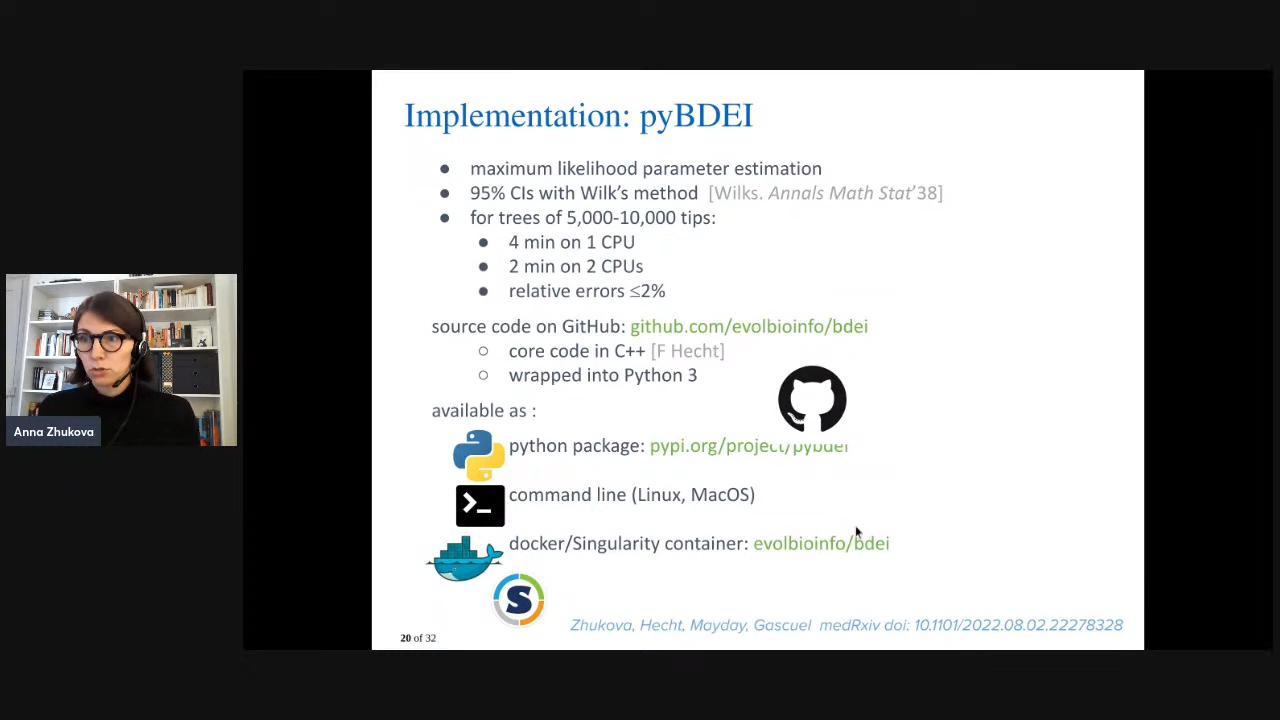 Implementation: pyBDEI
maximum likelihood parameter estimation
95% CIs with Wilk's method [Wilks. Annals Math Stat'38]
for trees of 5,000-10,000 tips:
4 min on 1 CPU
2 min on 2 CPUs
relative errors ≤2%
source code on GitHub: github.com/evolbioinfo/bdei
core code in C++ [F Hecht]
wrapped into Python 3
available as :
python package: pypi.org/project/pybdei
command line (Linux, MacOS)
docker/Singularity container: evolbioinfo/bdei
Zhukova, Hecht, Mayday, Gascuel medRxiv doi: 10.1101/2022.08.02.22278328
20 of 32
Anna Zhukova